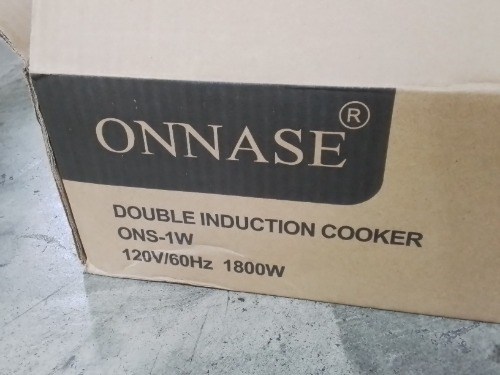 ONNASE®
DOUBLE INDUCTION COOKER
ONS-1W
120V/60Hz 1800W